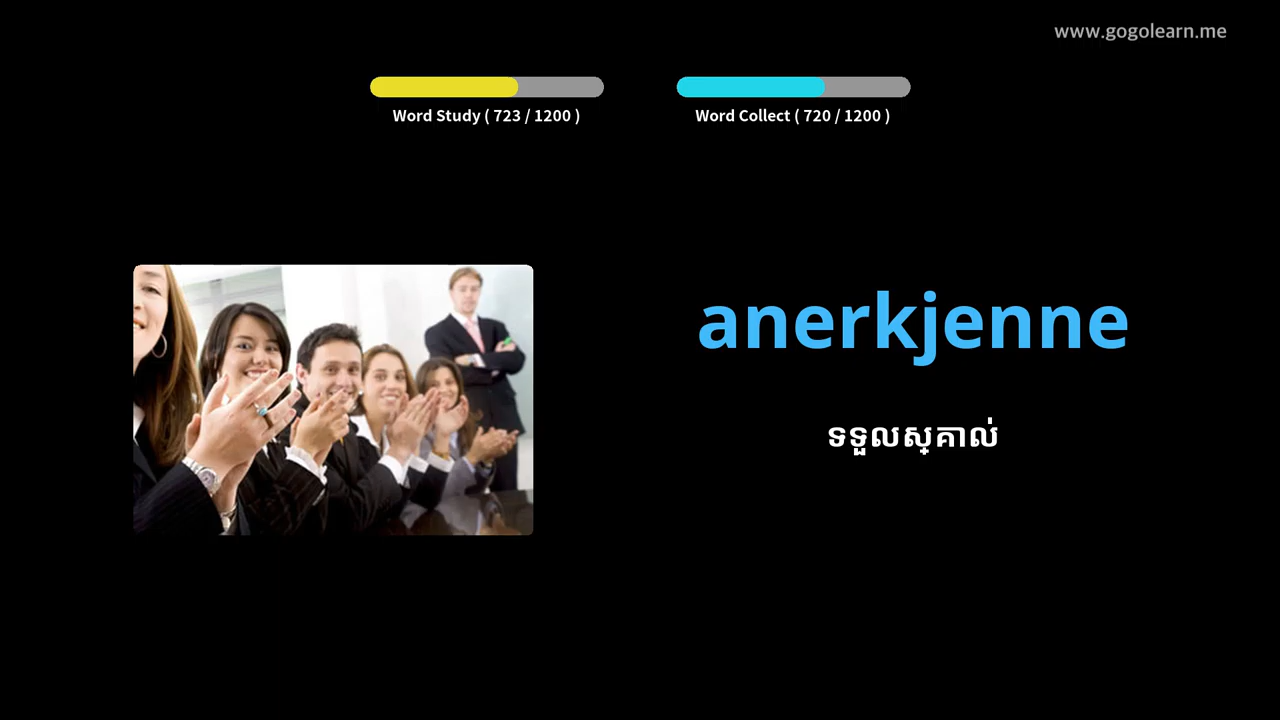 www.gogolearn.me
Word Study ( 723 / 1200 )
Word Collect ( 720 / 1200 )
anerkjenne
ទទួលស្គាល់